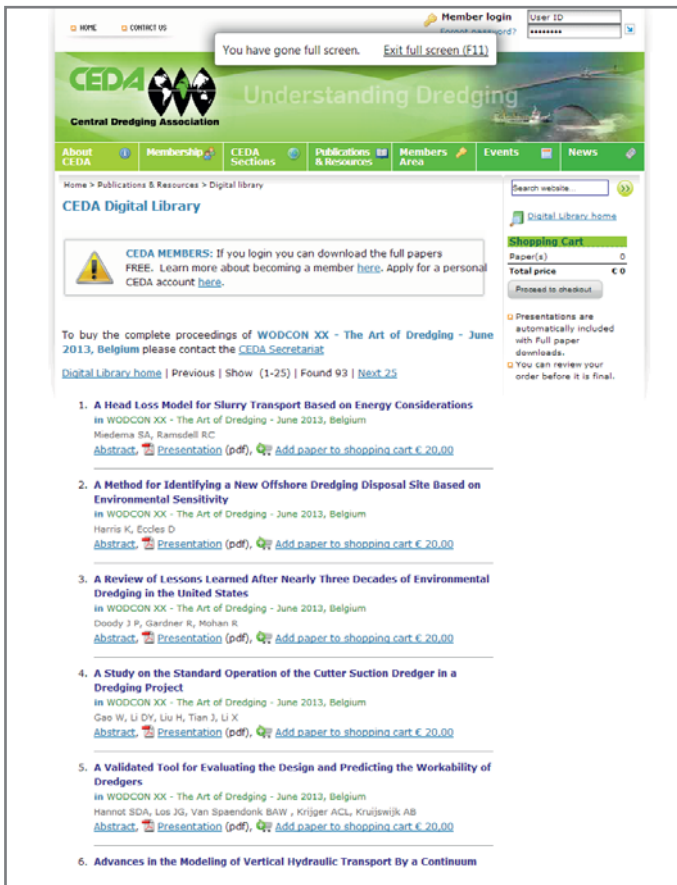 HOME
CONTACT US
Member login
User ID
Forgot password?
••••••••
You have gone full screen. Exit full screen (F11)
CEDA
Central Dredging Association
Understanding Dredging
About CEDA
Membership
CEDA Sections
Publications & Resources
Members Area
Events
News
Home > Publications & Resources > Digital library
CEDA Digital Library
CEDA MEMBERS: If you login you can download the full papers
FREE. Learn more about becoming a member here. Apply for a personal
CEDA account here.
To buy the complete proceedings of WODCON XX - The Art of Dredging - June
2013, Belgium please contact the CEDA Secretariat
Digital Library home | Previous | Show (1-25) | Found 93 | Next 25
1. A Head Loss Model for Slurry Transport Based on Energy Considerations
in WODCON XX - The Art of Dredging - June 2013, Belgium
Miedema SA, Ramsdell RC
Abstract, Presentation (pdf), Add paper to shopping cart € 20,00
2. A Method for Identifying a New Offshore Dredging Disposal Site Based on
Environmental Sensitivity
in WODCON XX - The Art of Dredging - June 2013, Belgium
Harris K, Eccles D
Abstract, Presentation (pdf), Add paper to shopping cart € 20,00
3. A Review of Lessons Learned After Nearly Three Decades of Environmental
Dredging in the United States
in WODCON XX - The Art of Dredging - June 2013, Belgium
Doody J P, Gardner R, Mohan R
Abstract, Presentation (pdf), Add paper to shopping cart € 20,00
4. A Study on the Standard Operation of the Cutter Suction Dredger in a
Dredging Project
in WODCON XX - The Art of Dredging - June 2013, Belgium
Gao W, Li DY, Liu H, Tian J, Li X
Abstract, Presentation (pdf), Add paper to shopping cart € 20,00
5. A Validated Tool for Evaluating the Design and Predicting the Workability of
Dredgers
in WODCON XX - The Art of Dredging - June 2013, Belgium
Hannot SDA, Los JG, Van Spaendonk BAW , Krijger ACL, Kruijswijk AB
Abstract, Presentation (pdf), Add paper to shopping cart € 20,00
6. Advances in the Modeling of Vertical Hydraulic Transport By a Continuum
Search website...
Digital Library home
Shopping Cart
Paper(s) 0
Total price € 0
Proceed to checkout
Presentations are
automatically included
with Full paper
downloads.
You can review your
order before it is final.